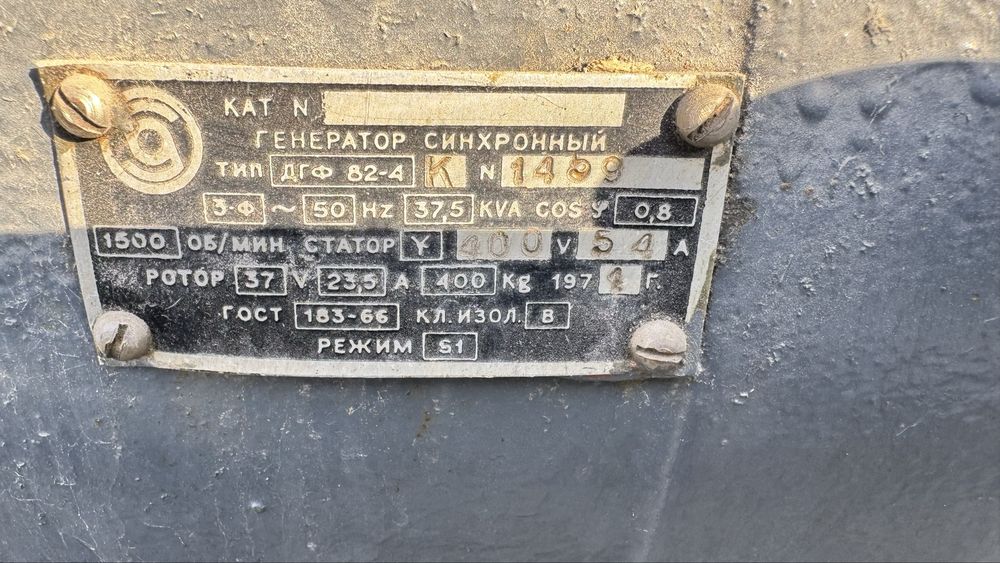 КАТ N
ГЕНЕРАТОР СИНХРОННЫЙ
ТИП ДГФ 82-4 К N
3-Ф ~ 50 HZ 37,5 KVA COS φ 0,8
1500 ОБ/МИН. СТАТОР Y 400 V 54 A
РОТОР 37 V 23,5 A 400 Kg 197 г.
ГОСТ 183-66 КЛ. ИЗОЛ. В
РЕЖИМ S1